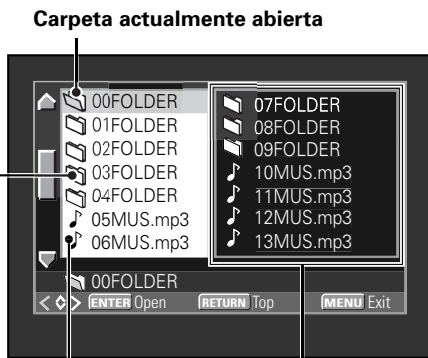 Carpeta actualmente abierta
00FOLDER
01FOLDER
02FOLDER
03FOLDER
04FOLDER
05MUS.mp3
06MUS.mp3
07FOLDER
08FOLDER
09FOLDER
10MUS.mp3
11MUS.mp3
12MUS.mp3
13MUS.mp3
00FOLDER
ENTER Open RETURN Top MENU Exit